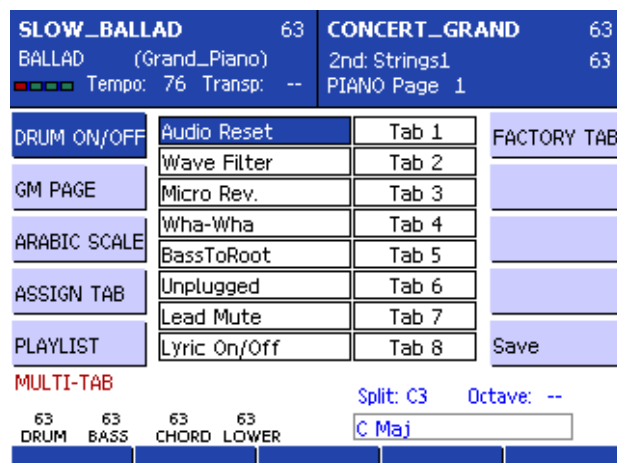 SLOW_BALLAD 63 CONCERT_GRAND 63
BALLAD (Grand_Piano) 2nd: Strings1 63
Tempo: 76 Transp: -- PIANO Page 1
DRUM ON/OFF Audio Reset Tab 1 FACTORY TAB
Wave Filter Tab 2
GM PAGE Micro Rev. Tab 3
Wha-Wha Tab 4
ARABIC SCALE BassToRoot Tab 5
ASSIGN TAB Unplugged Tab 6
Lead Mute Tab 7
PLAYLIST Lyric On/Off Tab 8 Save
MULTI-TAB
Split: C3 Octave: --
63 63 63 63
DRUM BASS CHORD LOWER C Maj